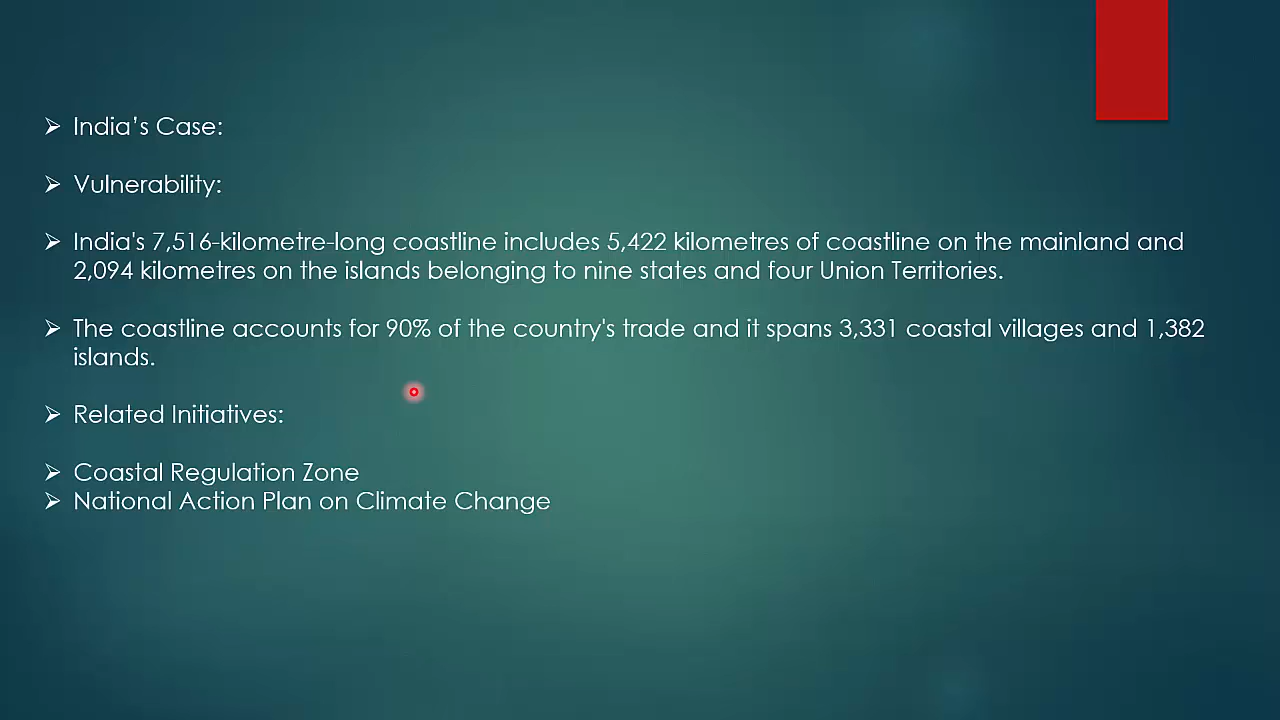 ➢ India’s Case:
➢ Vulnerability:
➢ India's 7,516-kilometre-long coastline includes 5,422 kilometres of coastline on the mainland and
2,094 kilometres on the islands belonging to nine states and four Union Territories.
➢ The coastline accounts for 90% of the country's trade and it spans 3,331 coastal villages and 1,382
islands.
➢ Related Initiatives:
➢ Coastal Regulation Zone
➢ National Action Plan on Climate Change